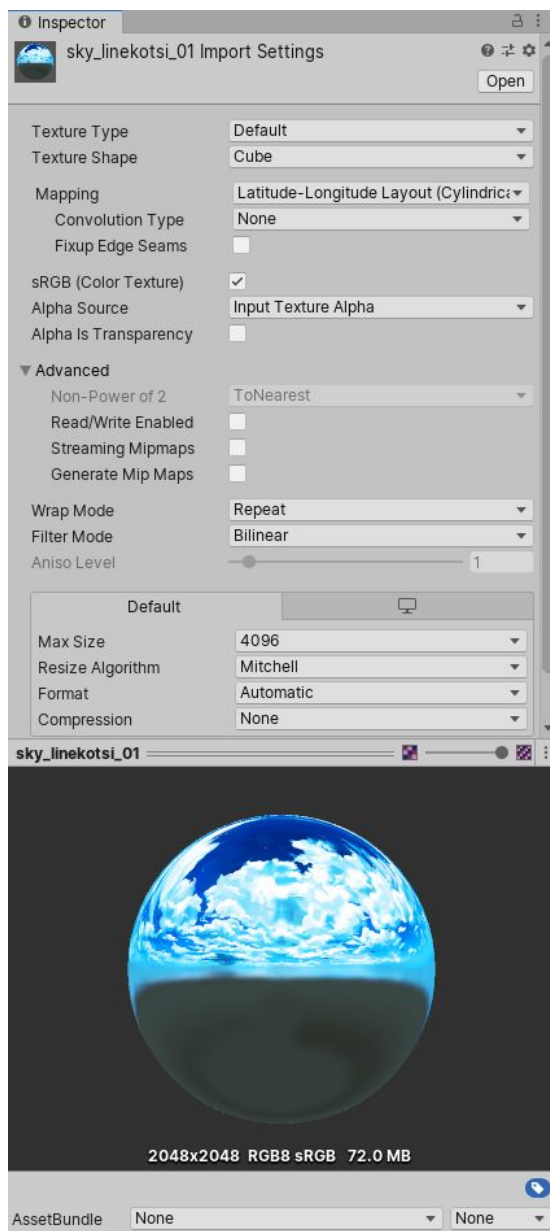 Inspector
sky_linekotsi_01 Import Settings
Open
Texture Type Default
Texture Shape Cube
Mapping Latitude-Longitude Layout (Cylindrica
Convolution Type None
Fixup Edge Seams
sRGB (Color Texture)
Alpha Source Input Texture Alpha
Alpha Is Transparency
Advanced
Non-Power of 2 ToNearest
Read/Write Enabled
Streaming Mipmaps
Generate Mip Maps
Wrap Mode Repeat
Filter Mode Bilinear
Aniso Level 1
Default
Max Size 4096
Resize Algorithm Mitchell
Format Automatic
Compression None
sky_linekotsi_01
2048x2048 RGB8 sRGB 72.0 MB
AssetBundle None None